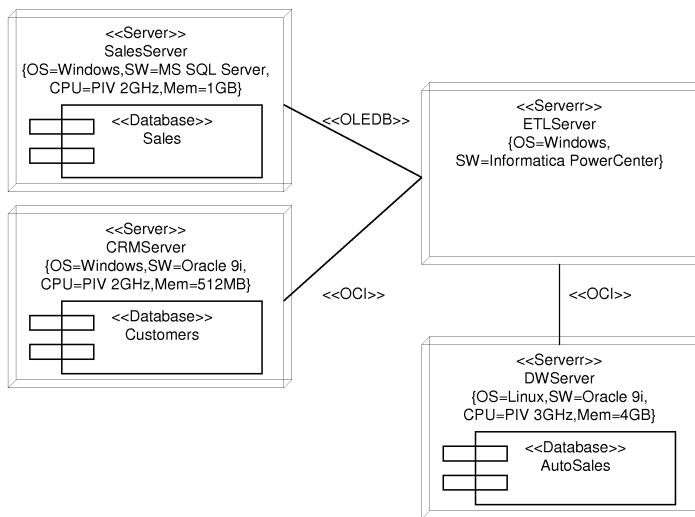 <<Server>>
SalesServer
{OS=Windows,SW=MS SQL Server,
CPU=PIV 2GHz,Mem=1GB}
<<Database>>
Sales
<<OLEDB>>
<<Serverr>>
ETLServer
{OS=Windows,
SW=Informatica PowerCenter}
<<Server>>
CRMServer
{OS=Windows,SW=Oracle 9i,
CPU=PIV 2GHz,Mem=512MB}
<<Database>>
Customers
<<OCI>>
<<OCI>>
<<Serverr>>
DWServer
{OS=Linux,SW=Oracle 9i,
CPU=PIV 3GHz,Mem=4GB}
<<Database>>
AutoSales